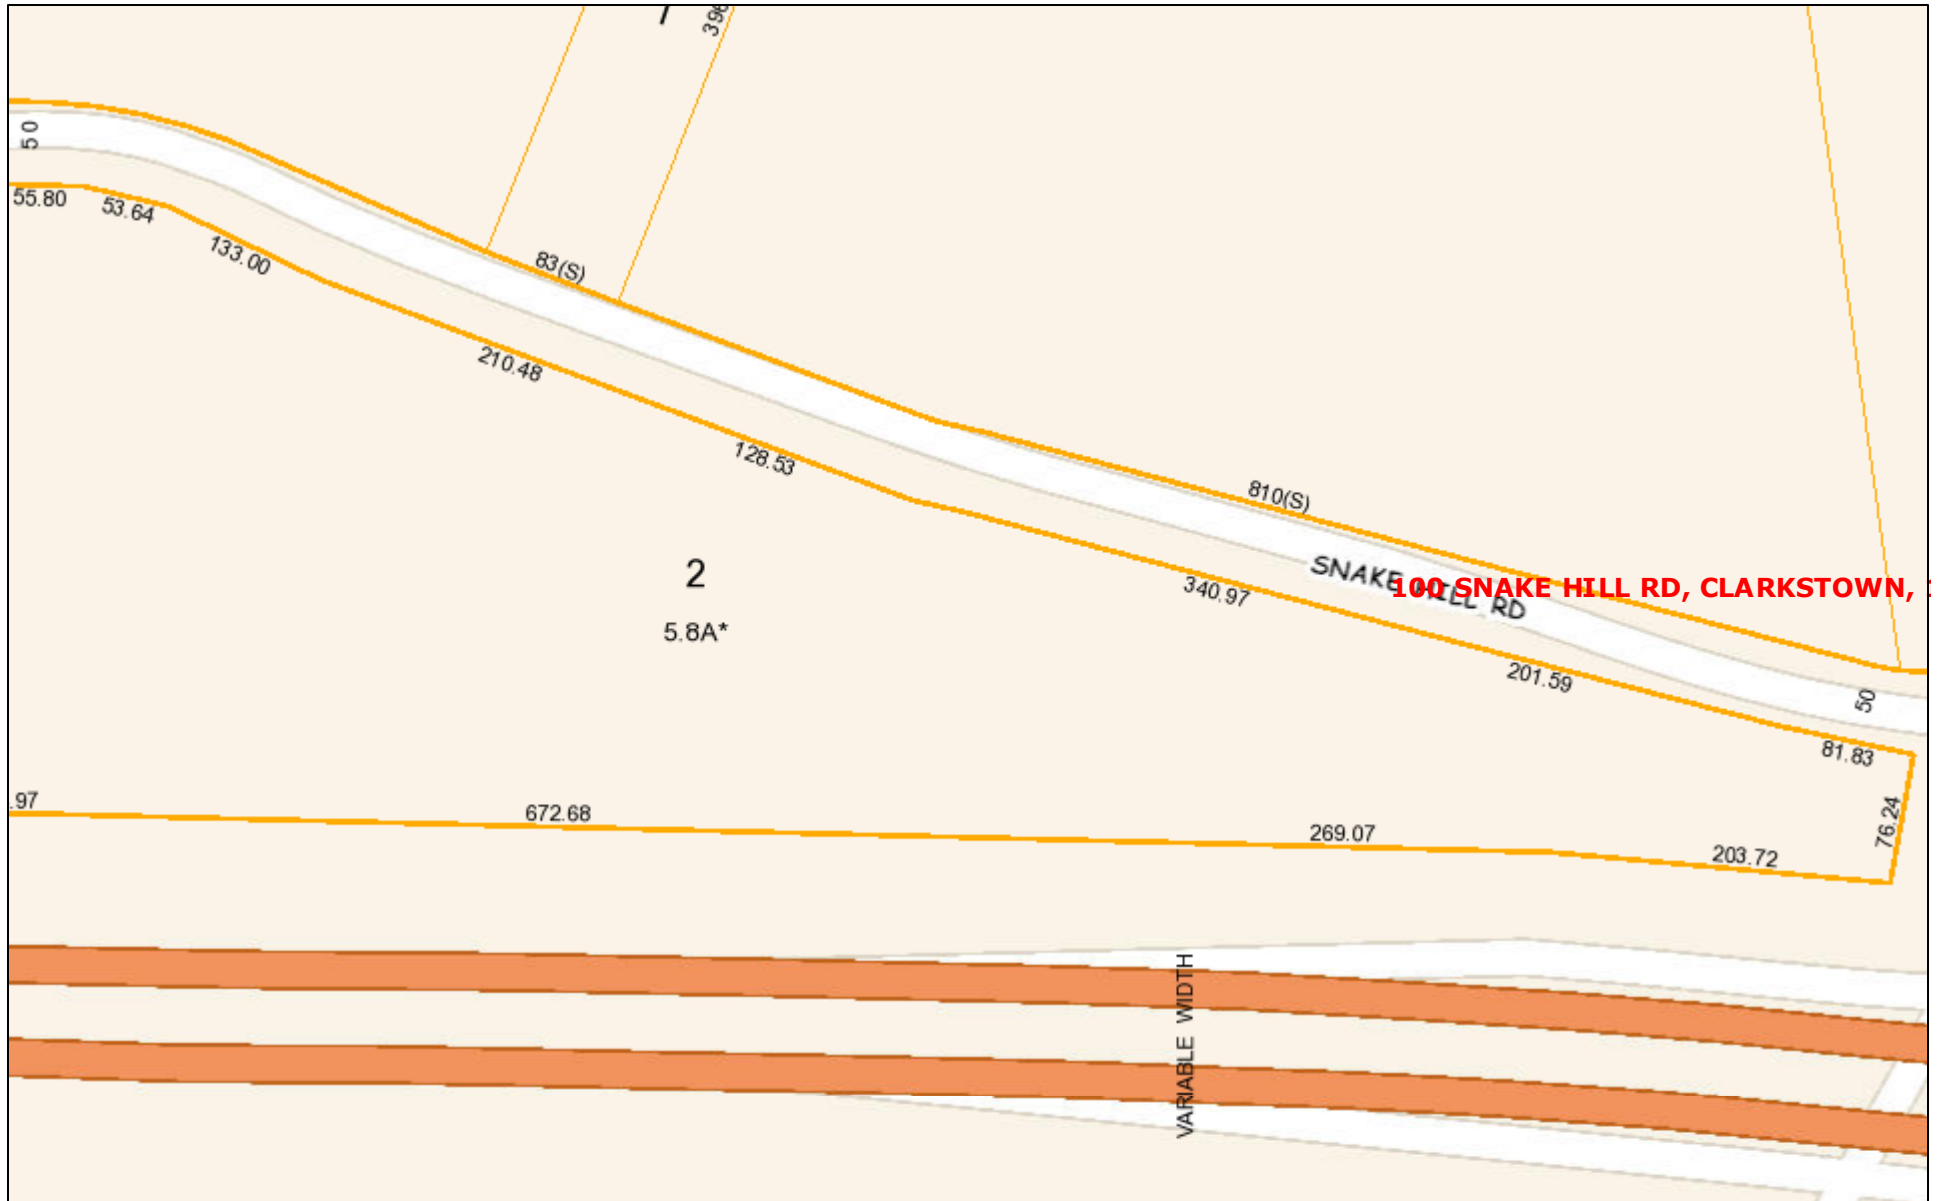 396
50
55.80
53.64
133.00
83(S)
210.48
128.53
810(S)
SNAKE HILL RD
100 SNAKE HILL RD, CLARKSTOWN,
2
5.8A*
340.97
201.59
50
81.83
76.24
.97
672.68
269.07
203.72
VARIABLE WIDTH